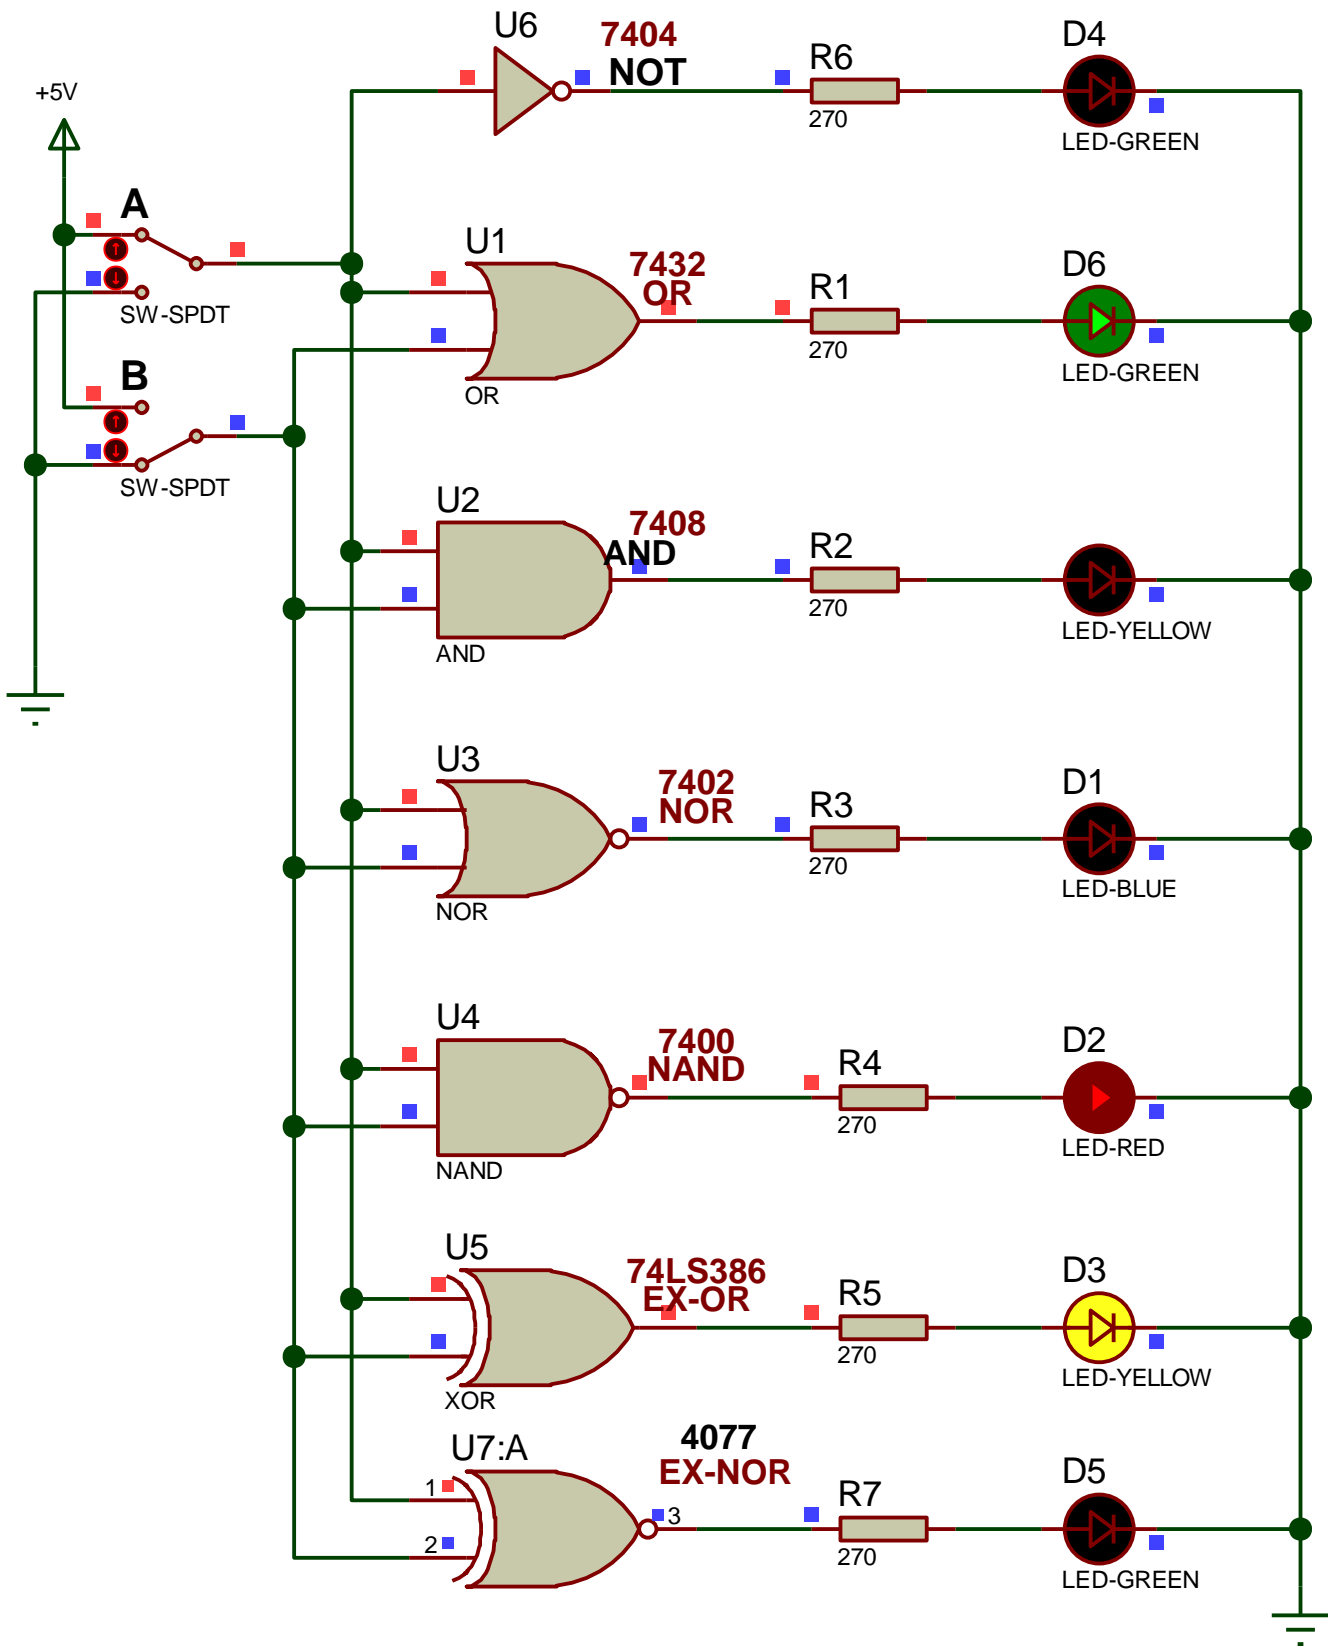 +5V
A
SW-SPDT
B
SW-SPDT
U6
7404
NOT
R6
270
D4
LED-GREEN
U1
7432
OR
OR
R1
270
D6
LED-GREEN
U2
7408
AND
AND
R2
270
LED-YELLOW
U3
7402
NOR
NOR
R3
270
D1
LED-BLUE
U4
7400
NAND
NAND
R4
270
D2
LED-RED
U5
74LS386
EX-OR
XOR
R5
270
D3
LED-YELLOW
U7:A
4077
EX-NOR
1
2
3
R7
270
D5
LED-GREEN